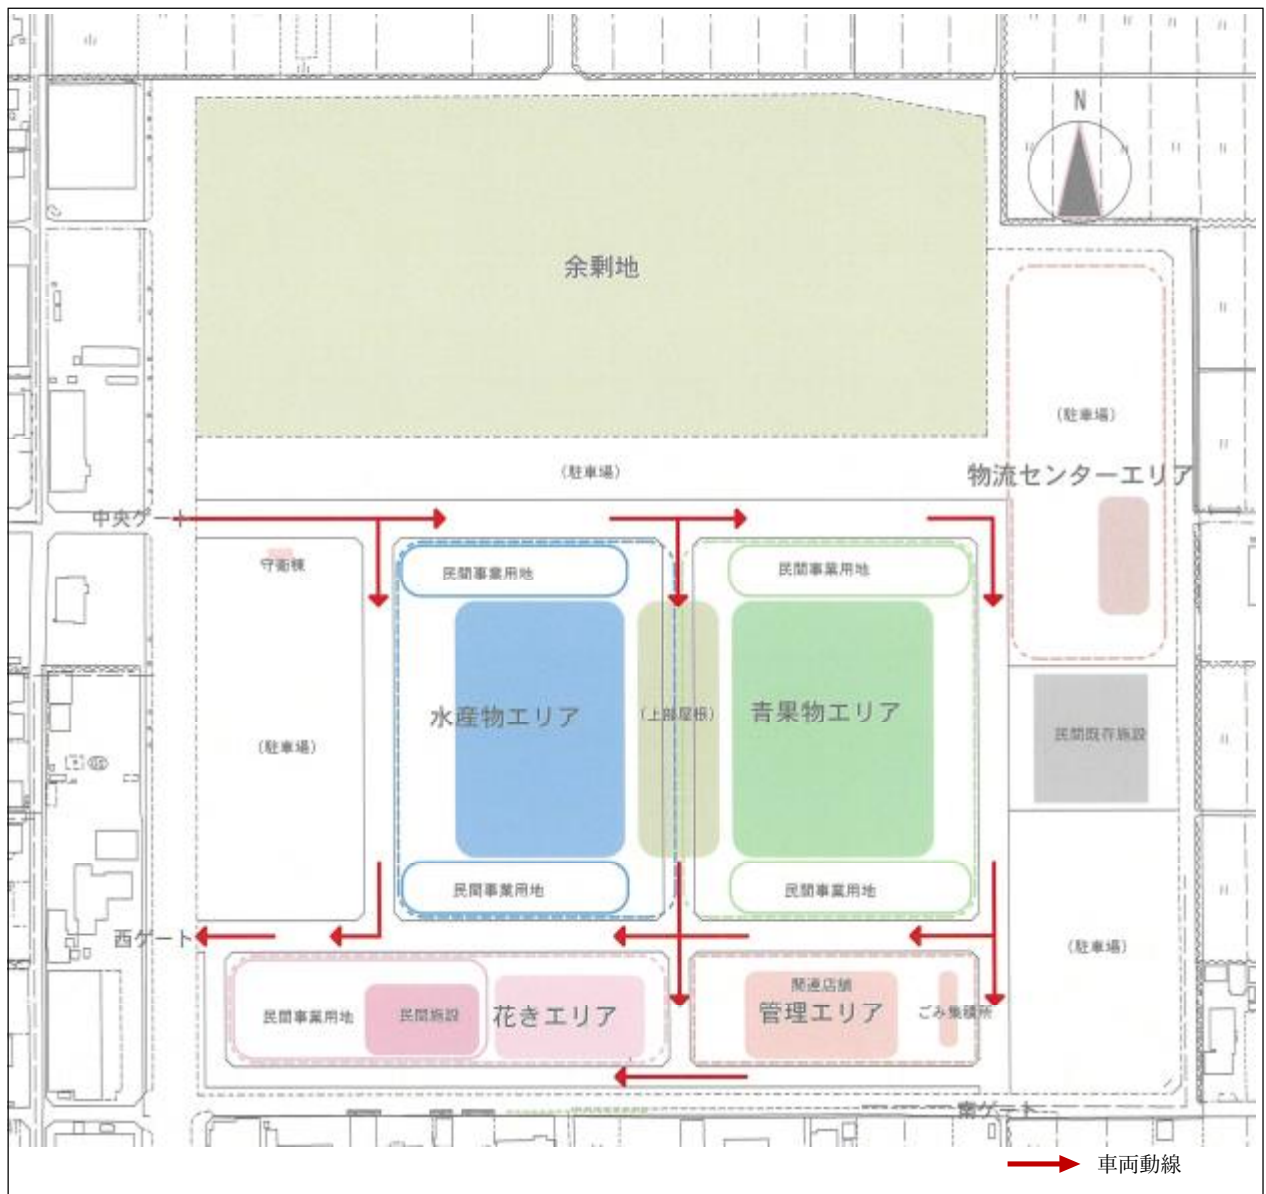 N
余剰地
(駐車場)
(駐車場)
物流センターエリア
中央ゲート
守衛棟
民間事業用地
民間事業用地
水産物エリア
(上部屋根)
青果物エリア
(駐車場)
民間既存施設
民間事業用地
民間事業用地
西ゲート
(駐車場)
関連店舗
民間事業用地
民間施設
花きエリア
管理エリア
ごみ集積所
南ゲート
車両動線